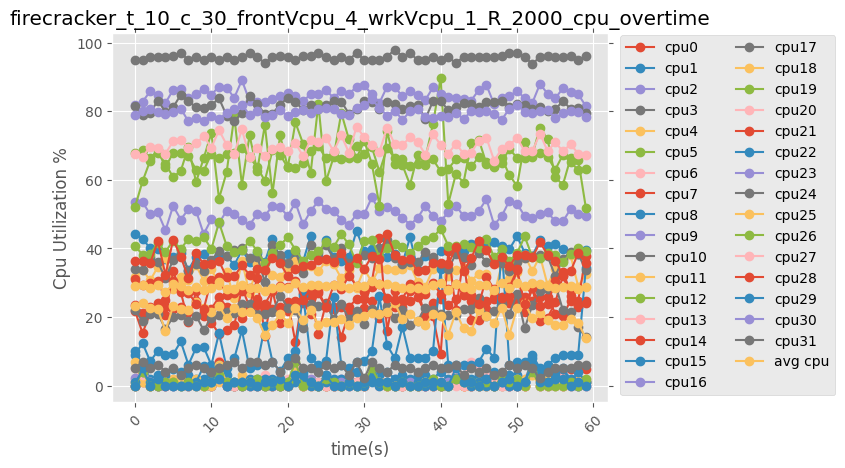 firecracker_t_10_c_30_frontVcpu_4_wrkVcpu_1_R_2000_cpu_overtime
Cpu Utilization %
100
80
60
40
20
0
0
10
20
30
40
50
60
time(s)
cpu0
cpu1
cpu2
cpu3
cpu4
cpu5
cpu6
cpu7
cpu8
cpu9
cpu10
cpu11
cpu12
cpu13
cpu14
cpu15
cpu16
cpu17
cpu18
cpu19
cpu20
cpu21
cpu22
cpu23
cpu24
cpu25
cpu26
cpu27
cpu28
cpu29
cpu30
cpu31
avg cpu